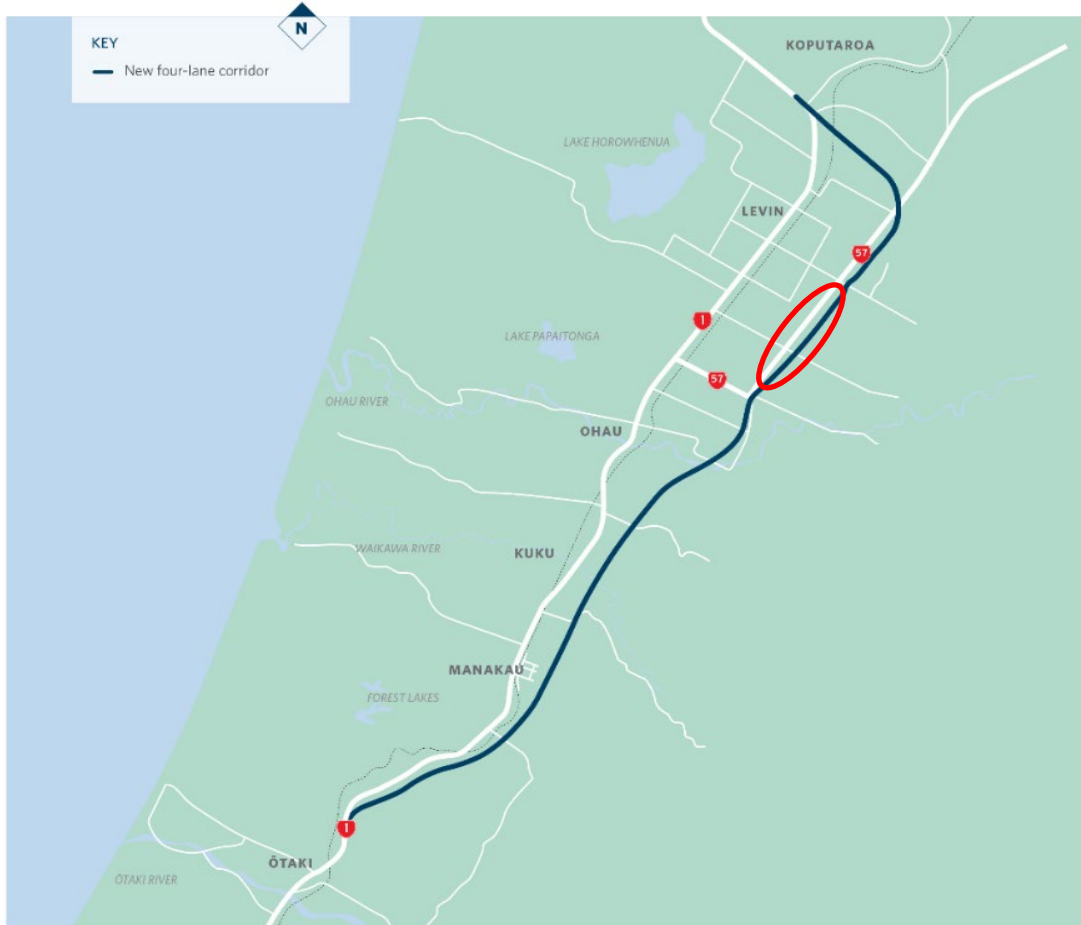 N
KEY
New four-lane corridor
KOPUTAROA
LAKE HOROWHENUA
LEVIN
57
1
LAKE PAPAITONGA
57
OHAU RIVER
OHAU
WAIKAWA RIVER
KUKU
MANAKAU
FOREST LAKES
1
ŌTAKI
ŌTAKI RIVER